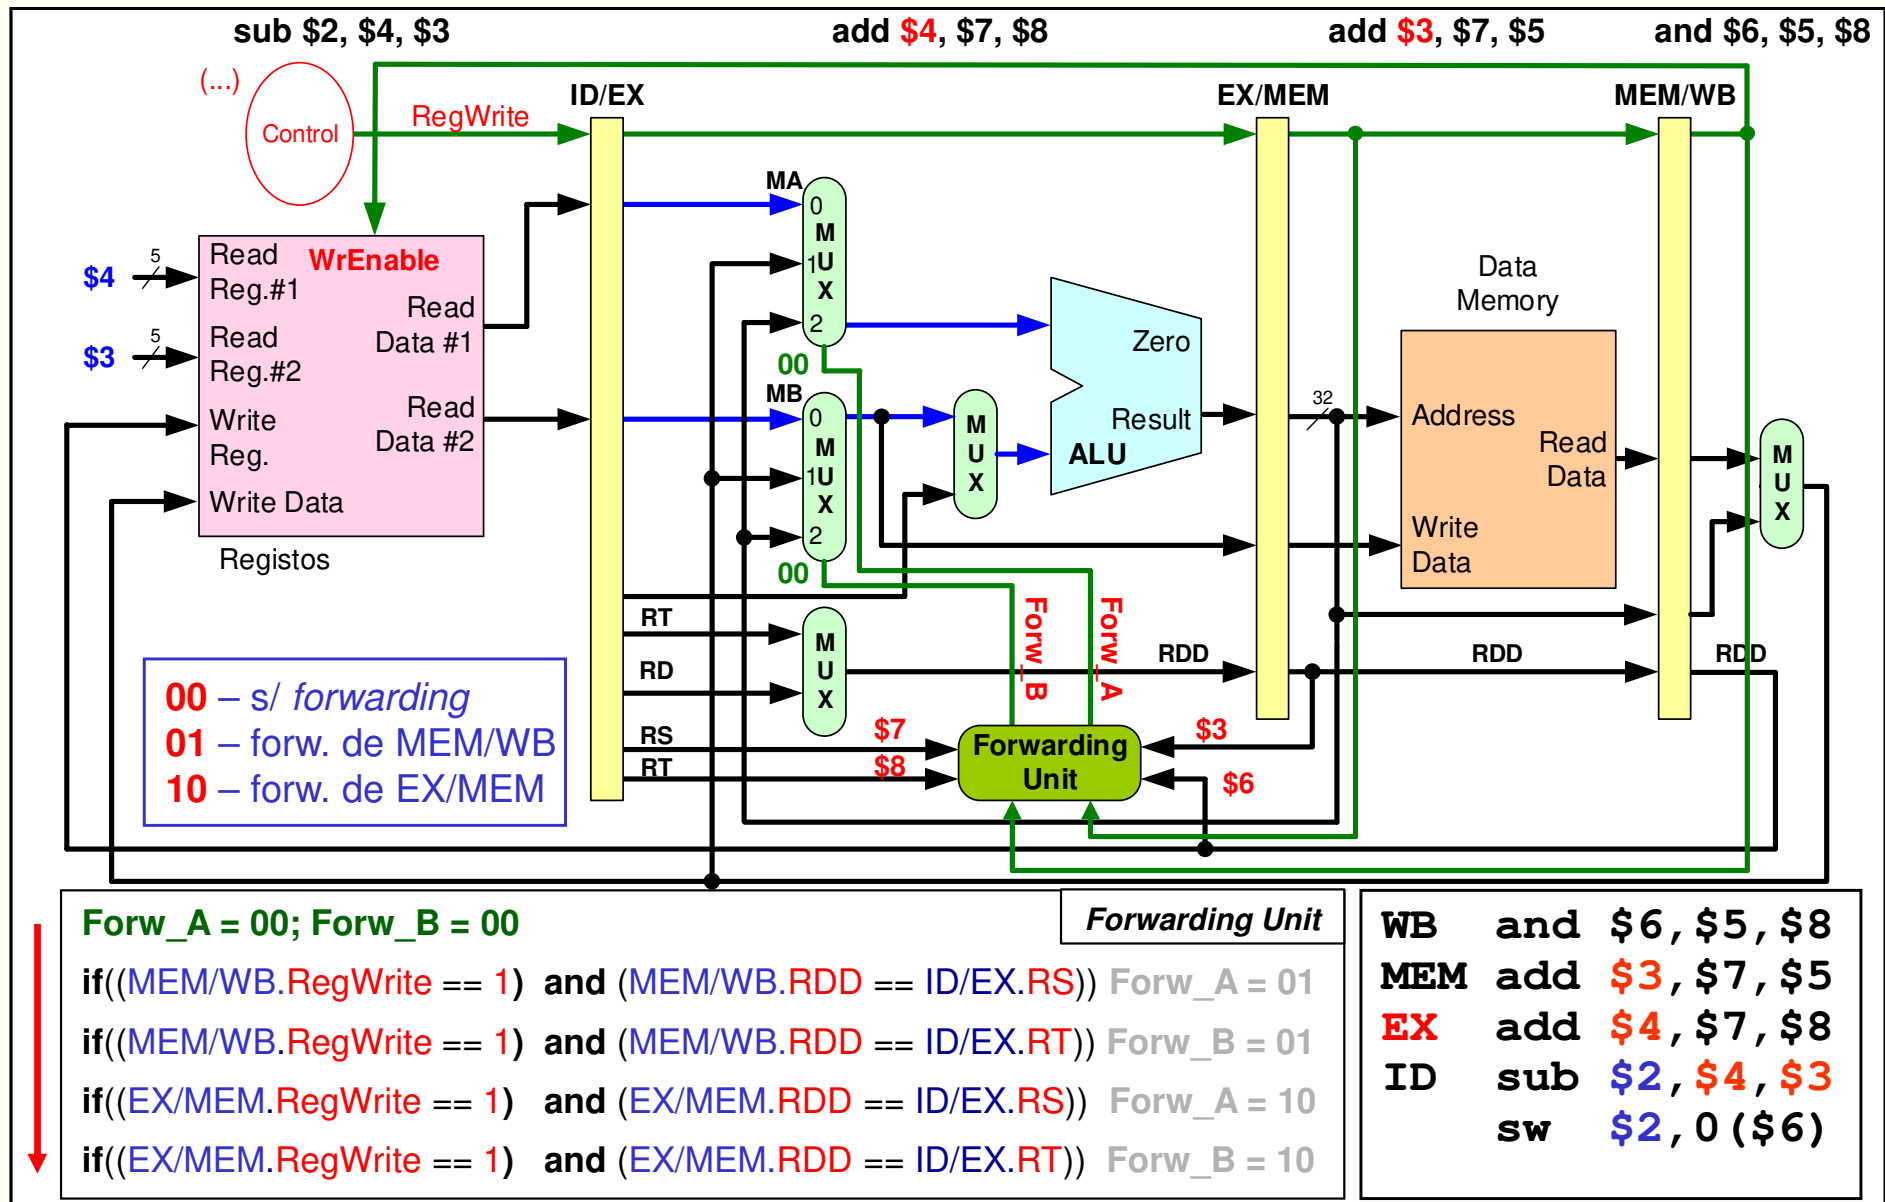 sub $2, $4, $3
add $4, $7, $8
add $3, $7, $5
and $6, $5, $8
(...)
Control
RegWrite
ID/EX
EX/MEM
MEM/WB
MA
0
M
1U
X
2
00
$4
5
Read
Reg.#1
WrEnable
Read
Data #1
$3
5
Read
Reg.#2
Write
Reg.
Read
Data #2
Write Data
Registos
MB
0
M
1U
X
2
00
M
U
X
Zero
Result
ALU
32
Data
Memory
Address
Read
Data
Write
Data
M
U
X
RT
RD
M
U
X
Forw_B
Forw_A
RDD
RDD
RDD
RS
$7
RT
$8
Forwarding
Unit
$3
$6
00 – s/ forwarding
01 – forw. de MEM/WB
10 – forw. de EX/MEM
Forw_A = 00; Forw_B = 00
Forwarding Unit
if((MEM/WB.RegWrite == 1) and (MEM/WB.RDD == ID/EX.RS)) Forw_A = 01
if((MEM/WB.RegWrite == 1) and (MEM/WB.RDD == ID/EX.RT)) Forw_B = 01
if((EX/MEM.RegWrite == 1) and (EX/MEM.RDD == ID/EX.RS)) Forw_A = 10
if((EX/MEM.RegWrite == 1) and (EX/MEM.RDD == ID/EX.RT)) Forw_B = 10
WB and $6,$5,$8
MEM add $3,$7,$5
EX add $4,$7,$8
ID sub $2,$4,$3
sw $2,0($6)